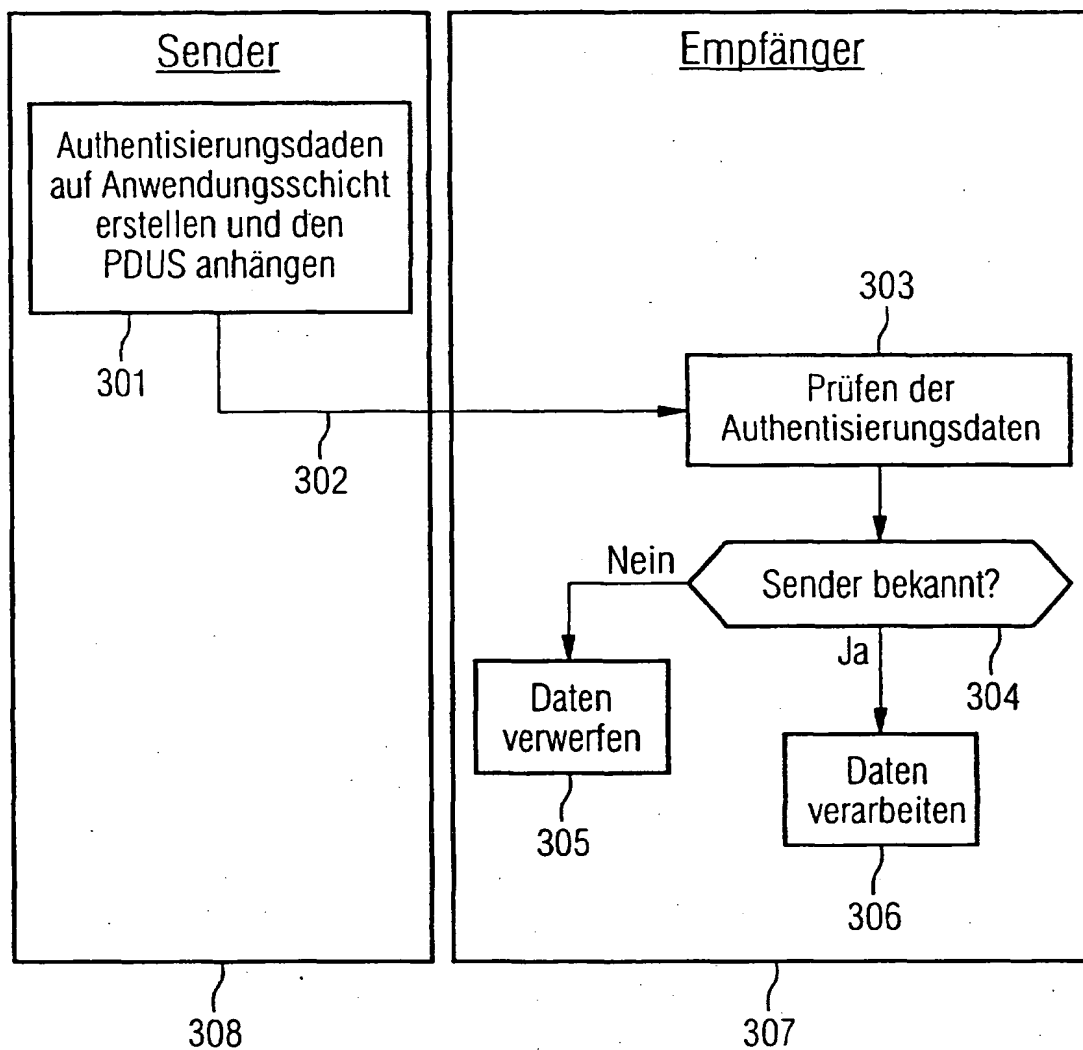 Sender
Authentisierungsdaden
auf Anwendungsschicht
erstellen und den
PDUS anhängen
301
302
Empfänger
303
Prüfen der
Authentisierungsdaten
Nein
Sender bekannt?
Ja
304
Daten
verwerfen
305
Daten
verarbeiten
306
308
307